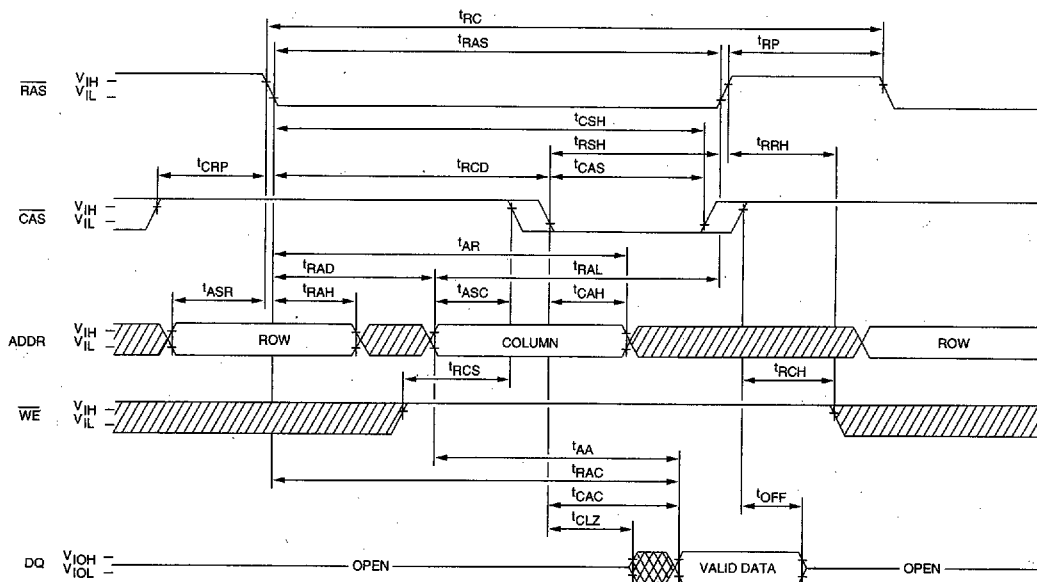 tRC
tRAS
tRP
RAS
VIH
VIL
tCSH
tRSH
tRRH
tCRP
tRCD
tCAS
CAS
VIH
VIL
tAR
tRAD
tRAL
tASR
tRAH
tASC
tCAH
ADDR
VIH
VIL
ROW
COLUMN
ROW
tRCS
tRCH
WE
VIH
VIL
tAA
tRAC
tCAC
tOFF
tCLZ
DQ
VIOH
VIOL
OPEN
VALID DATA
OPEN